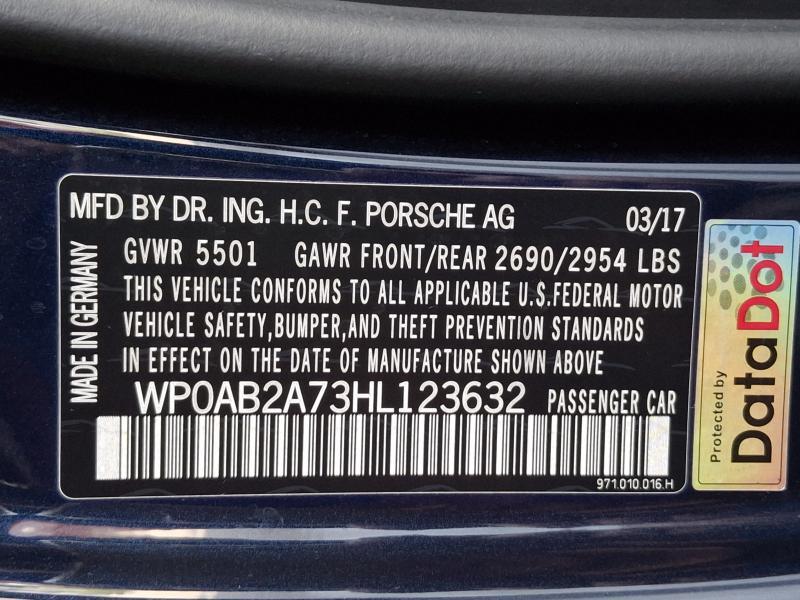 MFD BY DR. ING. H.C. F. PORSCHE AG 03/17
GVWR 5501 GAWR FRONT/REAR 2690/2954 LBS
THIS VEHICLE CONFORMS TO ALL APPLICABLE U.S.FEDERAL MOTOR
VEHICLE SAFETY,BUMPER,AND THEFT PREVENTION STANDARDS
IN EFFECT ON THE DATE OF MANUFACTURE SHOWN ABOVE
WP0AB2A73HL123632 PASSENGER CAR
971.010.016.H
MADE IN GERMANY
Protected by
DataDot